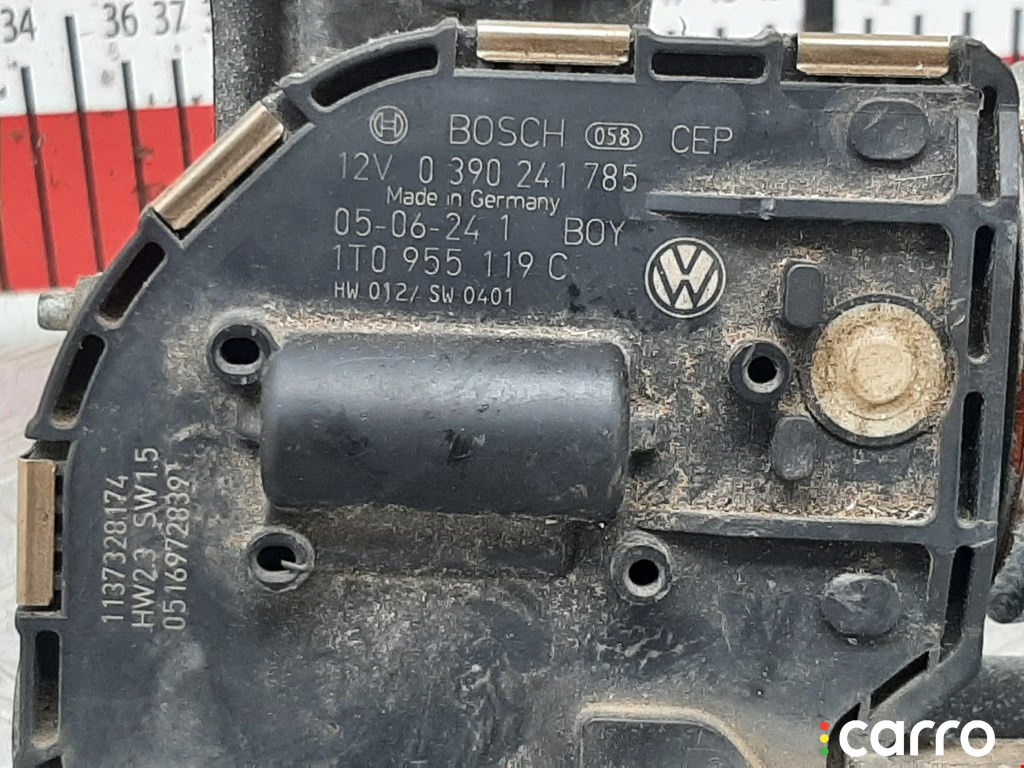 34 36 37 3
BOSCH 058 CEP
12V 0 390 241 785
Made in Germany
05-06-24 1 BOY
1T0 955 119 C
HW 012/ SW 0401
1137328174
HW2.3 SW1.5
carro